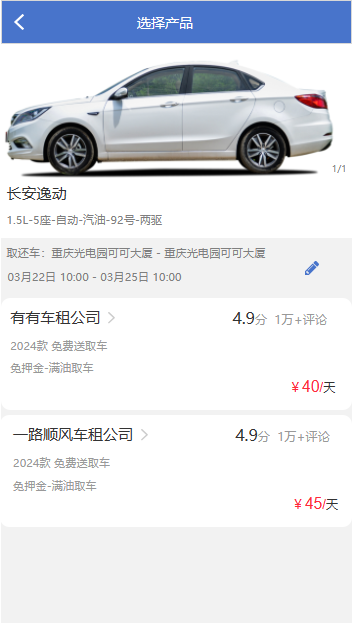 选择产品
1/1
长安逸动
1.5L-5座-自动-汽油-92号-两驱
取还车：重庆光电园可可大厦 - 重庆光电园可可大厦
03月22日 10:00 - 03月25日 10:00
有有车租公司 4.9分 1万+评论
2024款 免费送取车
免押金-满油取车
￥40/天
一路顺风车租公司 4.9分 1万+评论
2024款 免费送取车
免押金-满油取车
￥45/天